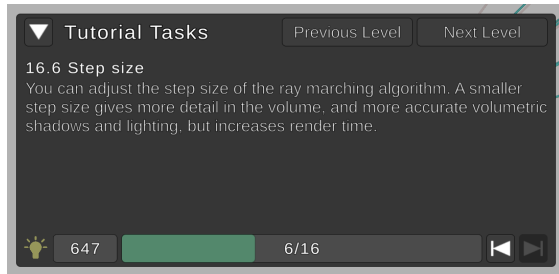 Tutorial Tasks
Previous Level
Next Level
16.6 Step size
You can adjust the step size of the ray marching algorithm. A smaller
step size gives more detail in the volume, and more accurate volumetric
shadows and lighting, but increases render time.
647
6/16